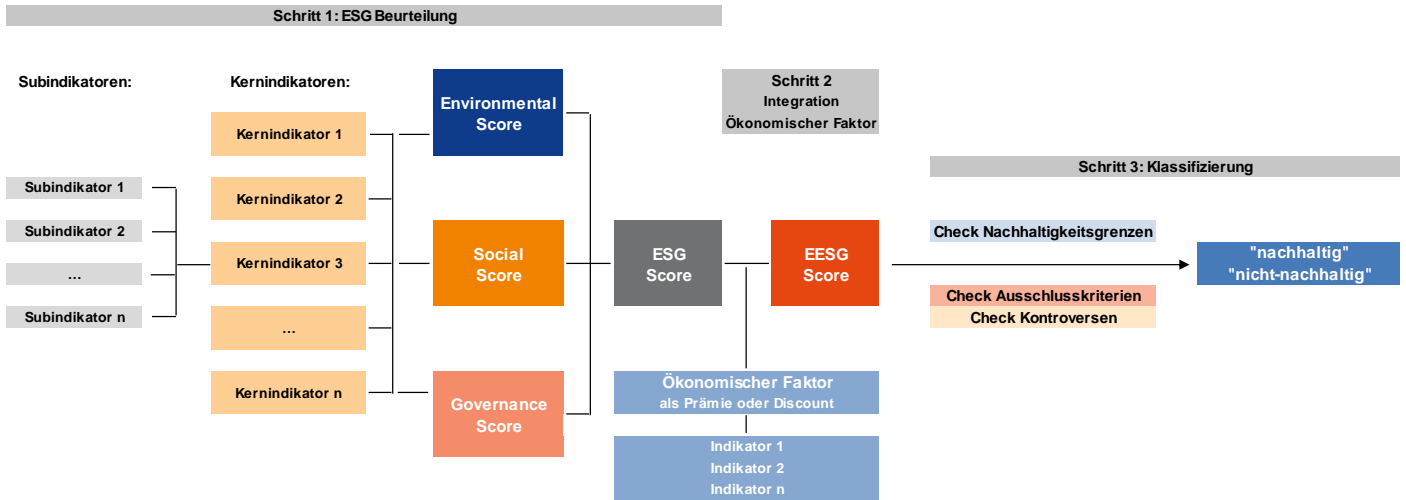 Schritt 1: ESG Beurteilung
Subindikatoren:
Kernindikatoren:
Subindikator 1
Subindikator 2
...
Subindikator n
Kernindikator 1
Kernindikator 2
Kernindikator 3
...
Kernindikator n
Environmental
Score
Social
Score
Governance
Score
ESG
Score
Schritt 2
Integration
Ökonomischer Faktor
EESG
Score
Ökonomischer Faktor
als Prämie oder Discount
Indikator 1
Indikator 2
Indikator n
Schritt 3: Klassifizierung
Check Nachhaltigkeitsgrenzen
Check Ausschlusskriterien
Check Kontroversen
"nachhaltig"
"nicht-nachhaltig"